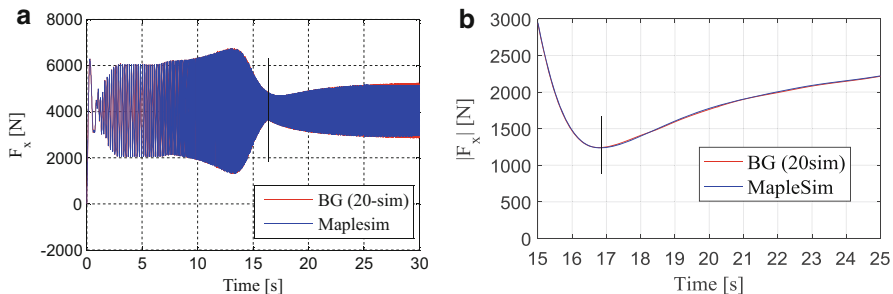 a
8000
6000
4000
2000
0
-2000
F_x [N]
0 5 10 15 20 25 30
Time [s]
BG (20-sim)
Maplesim
b
3000
2500
2000
1500
1000
500
0
|F_x| [N]
15 16 17 18 19 20 21 22 23 24 25
Time [s]
BG (20sim)
MapleSim